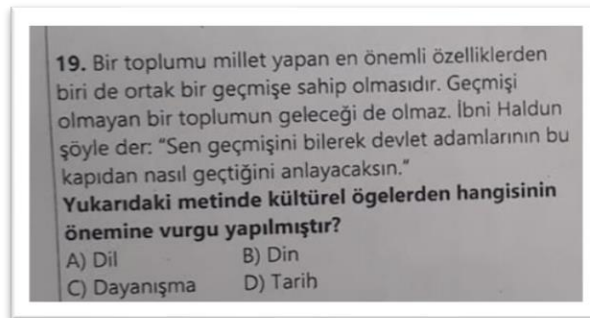 19. Bir toplumu millet yapan en önemli özelliklerden
biri de ortak bir geçmişe sahip olmasıdır. Geçmişi
olmayan bir toplumun geleceği de olmaz. İbni Haldun
şöyle der: “Sen geçmişini bilerek devlet adamlarının bu
kapıdan nasıl geçtiğini anlayacaksın.”
Yukarıdaki metinde kültürel ögelerden hangisinin
önemine vurgu yapılmıştır?
A) Dil B) Din
C) Dayanışma D) Tarih